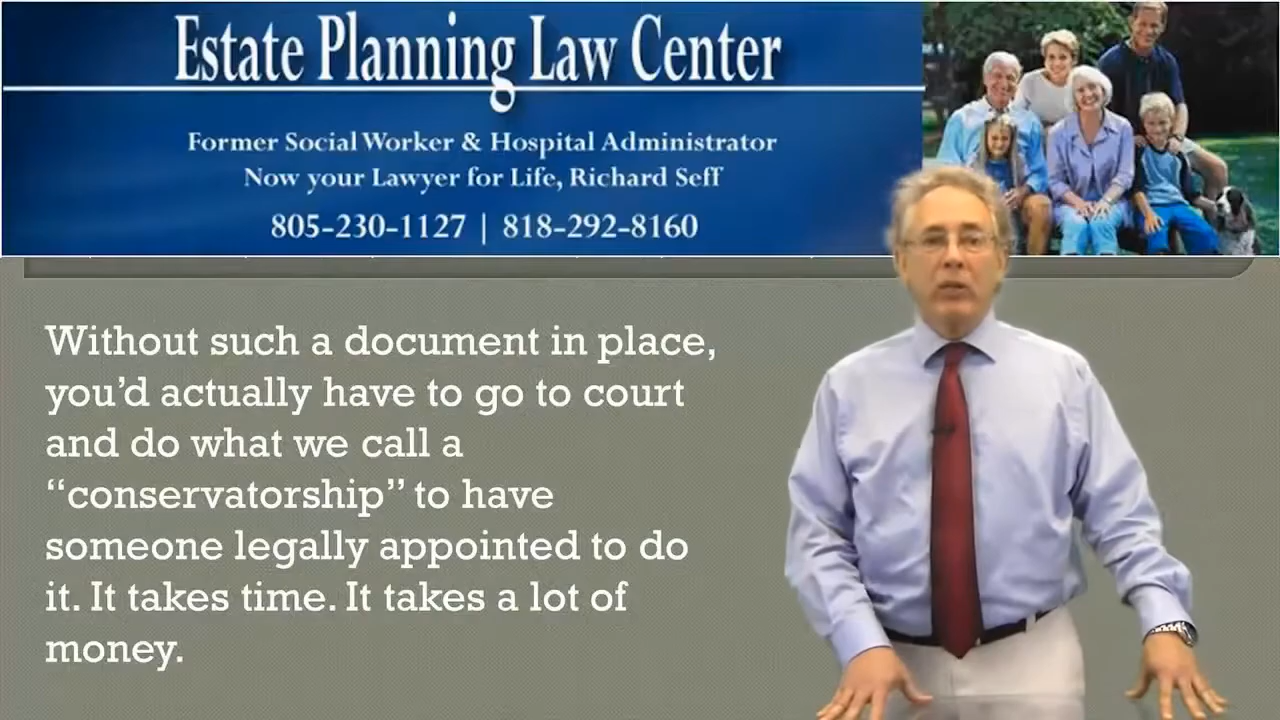 Estate Planning Law Center
Former Social Worker & Hospital Administrator
Now your Lawyer for Life, Richard Seff
805-230-1127 | 818-292-8160
Without such a document in place,
you'd actually have to go to court
and do what we call a
“conservatorship” to have
someone legally appointed to do
it. It takes time. It takes a lot of
money.